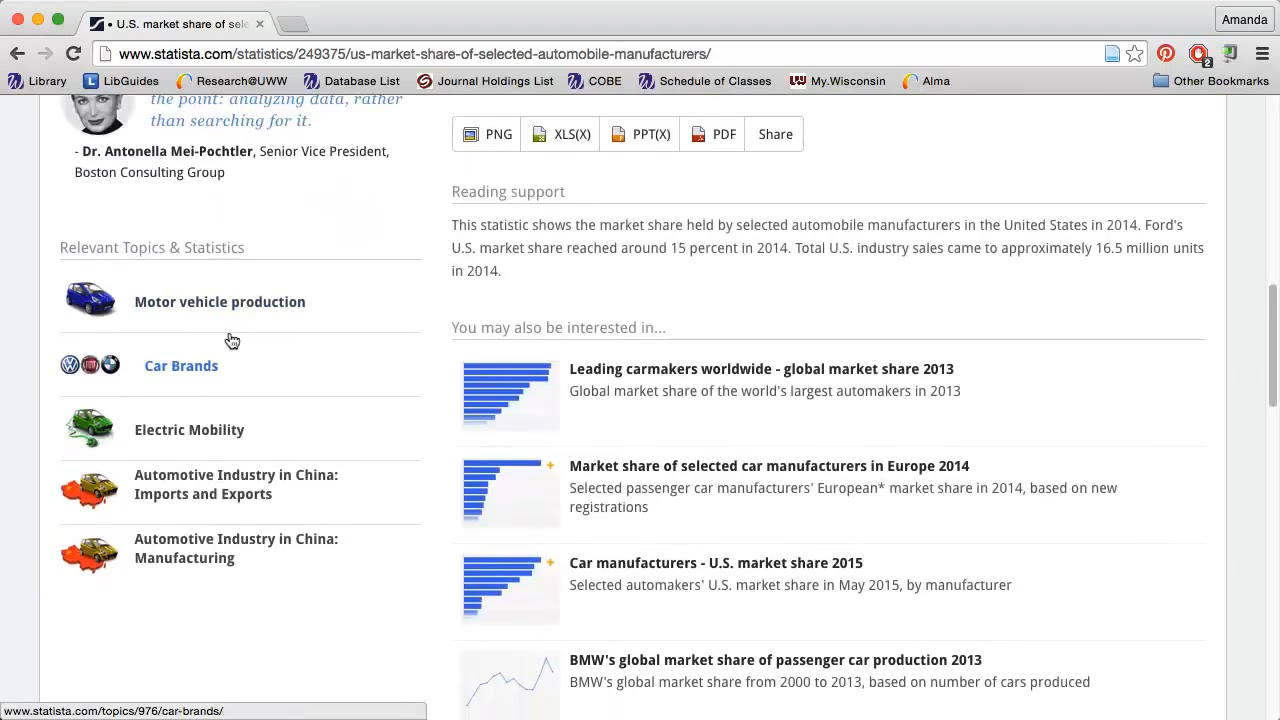 • U.S. market share of sele
Amanda
www.statista.com/statistics/249375/us-market-share-of-selected-automobile-manufacturers/
2
Library LibGuides Research@UWW Database List Journal Holdings List COBE Schedule of Classes My.Wisconsin Alma Other Bookmarks
the point: analyzing data, rather
than searching for it.
- Dr. Antonella Mei-Pochtler, Senior Vice President,
Boston Consulting Group
Relevant Topics & Statistics
Motor vehicle production
Car Brands
Electric Mobility
Automotive Industry in China:
Imports and Exports
Automotive Industry in China:
Manufacturing
PNG XLS(X) PPT(X) PDF Share
Reading support
This statistic shows the market share held by selected automobile manufacturers in the United States in 2014. Ford's
U.S. market share reached around 15 percent in 2014. Total U.S. industry sales came to approximately 16.5 million units
in 2014.
You may also be interested in...
Leading carmakers worldwide - global market share 2013
Global market share of the world's largest automakers in 2013
Market share of selected car manufacturers in Europe 2014
Selected passenger car manufacturers' European* market share in 2014, based on new
registrations
Car manufacturers - U.S. market share 2015
Selected automakers' U.S. market share in May 2015, by manufacturer
BMW's global market share of passenger car production 2013
BMW's global market share from 2000 to 2013, based on number of cars produced
www.statista.com/topics/976/car-brands/